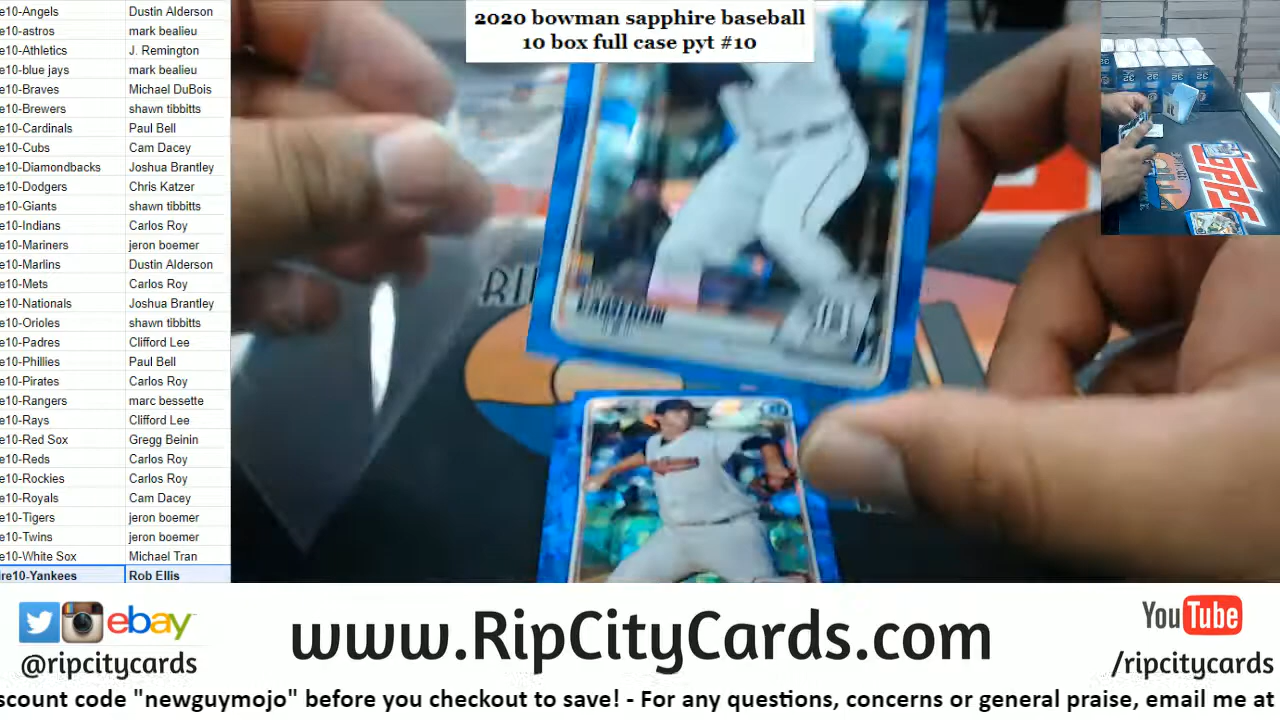 2020 bowman sapphire baseball
10 box full case pyt #10
e10-Angels Dustin Alderson
e10-astros mark bealieu
e10-Athletics J. Remington
e10-blue jays mark bealieu
e10-Braves Michael DuBois
e10-Brewers shawn tibbitts
e10-Cardinals Paul Bell
e10-Cubs Cam Dacey
e10-Diamondbacks Joshua Brantley
e10-Dodgers Chris Katzer
e10-Giants shawn tibbitts
e10-Indians Carlos Roy
e10-Mariners jeron boemer
e10-Marlins Dustin Alderson
e10-Mets Carlos Roy
e10-Nationals Joshua Brantley
e10-Orioles shawn tibbitts
e10-Padres Clifford Lee
e10-Phillies Paul Bell
e10-Pirates Carlos Roy
e10-Rangers marc bessette
e10-Rays Clifford Lee
e10-Red Sox Gregg Beinin
e10-Reds Carlos Roy
e10-Rockies Carlos Roy
e10-Royals Cam Dacey
e10-Tigers jeron boemer
e10-Twins jeron boemer
e10-White Sox Michael Tran
ire10-Yankees Rob Ellis
RI
TOPPS
ebay
@ripcitycards
www.RipCityCards.com
YouTube
/ripcitycards
scount code "newguymojo" before you checkout to save! - For any questions, concerns or general praise, email me at